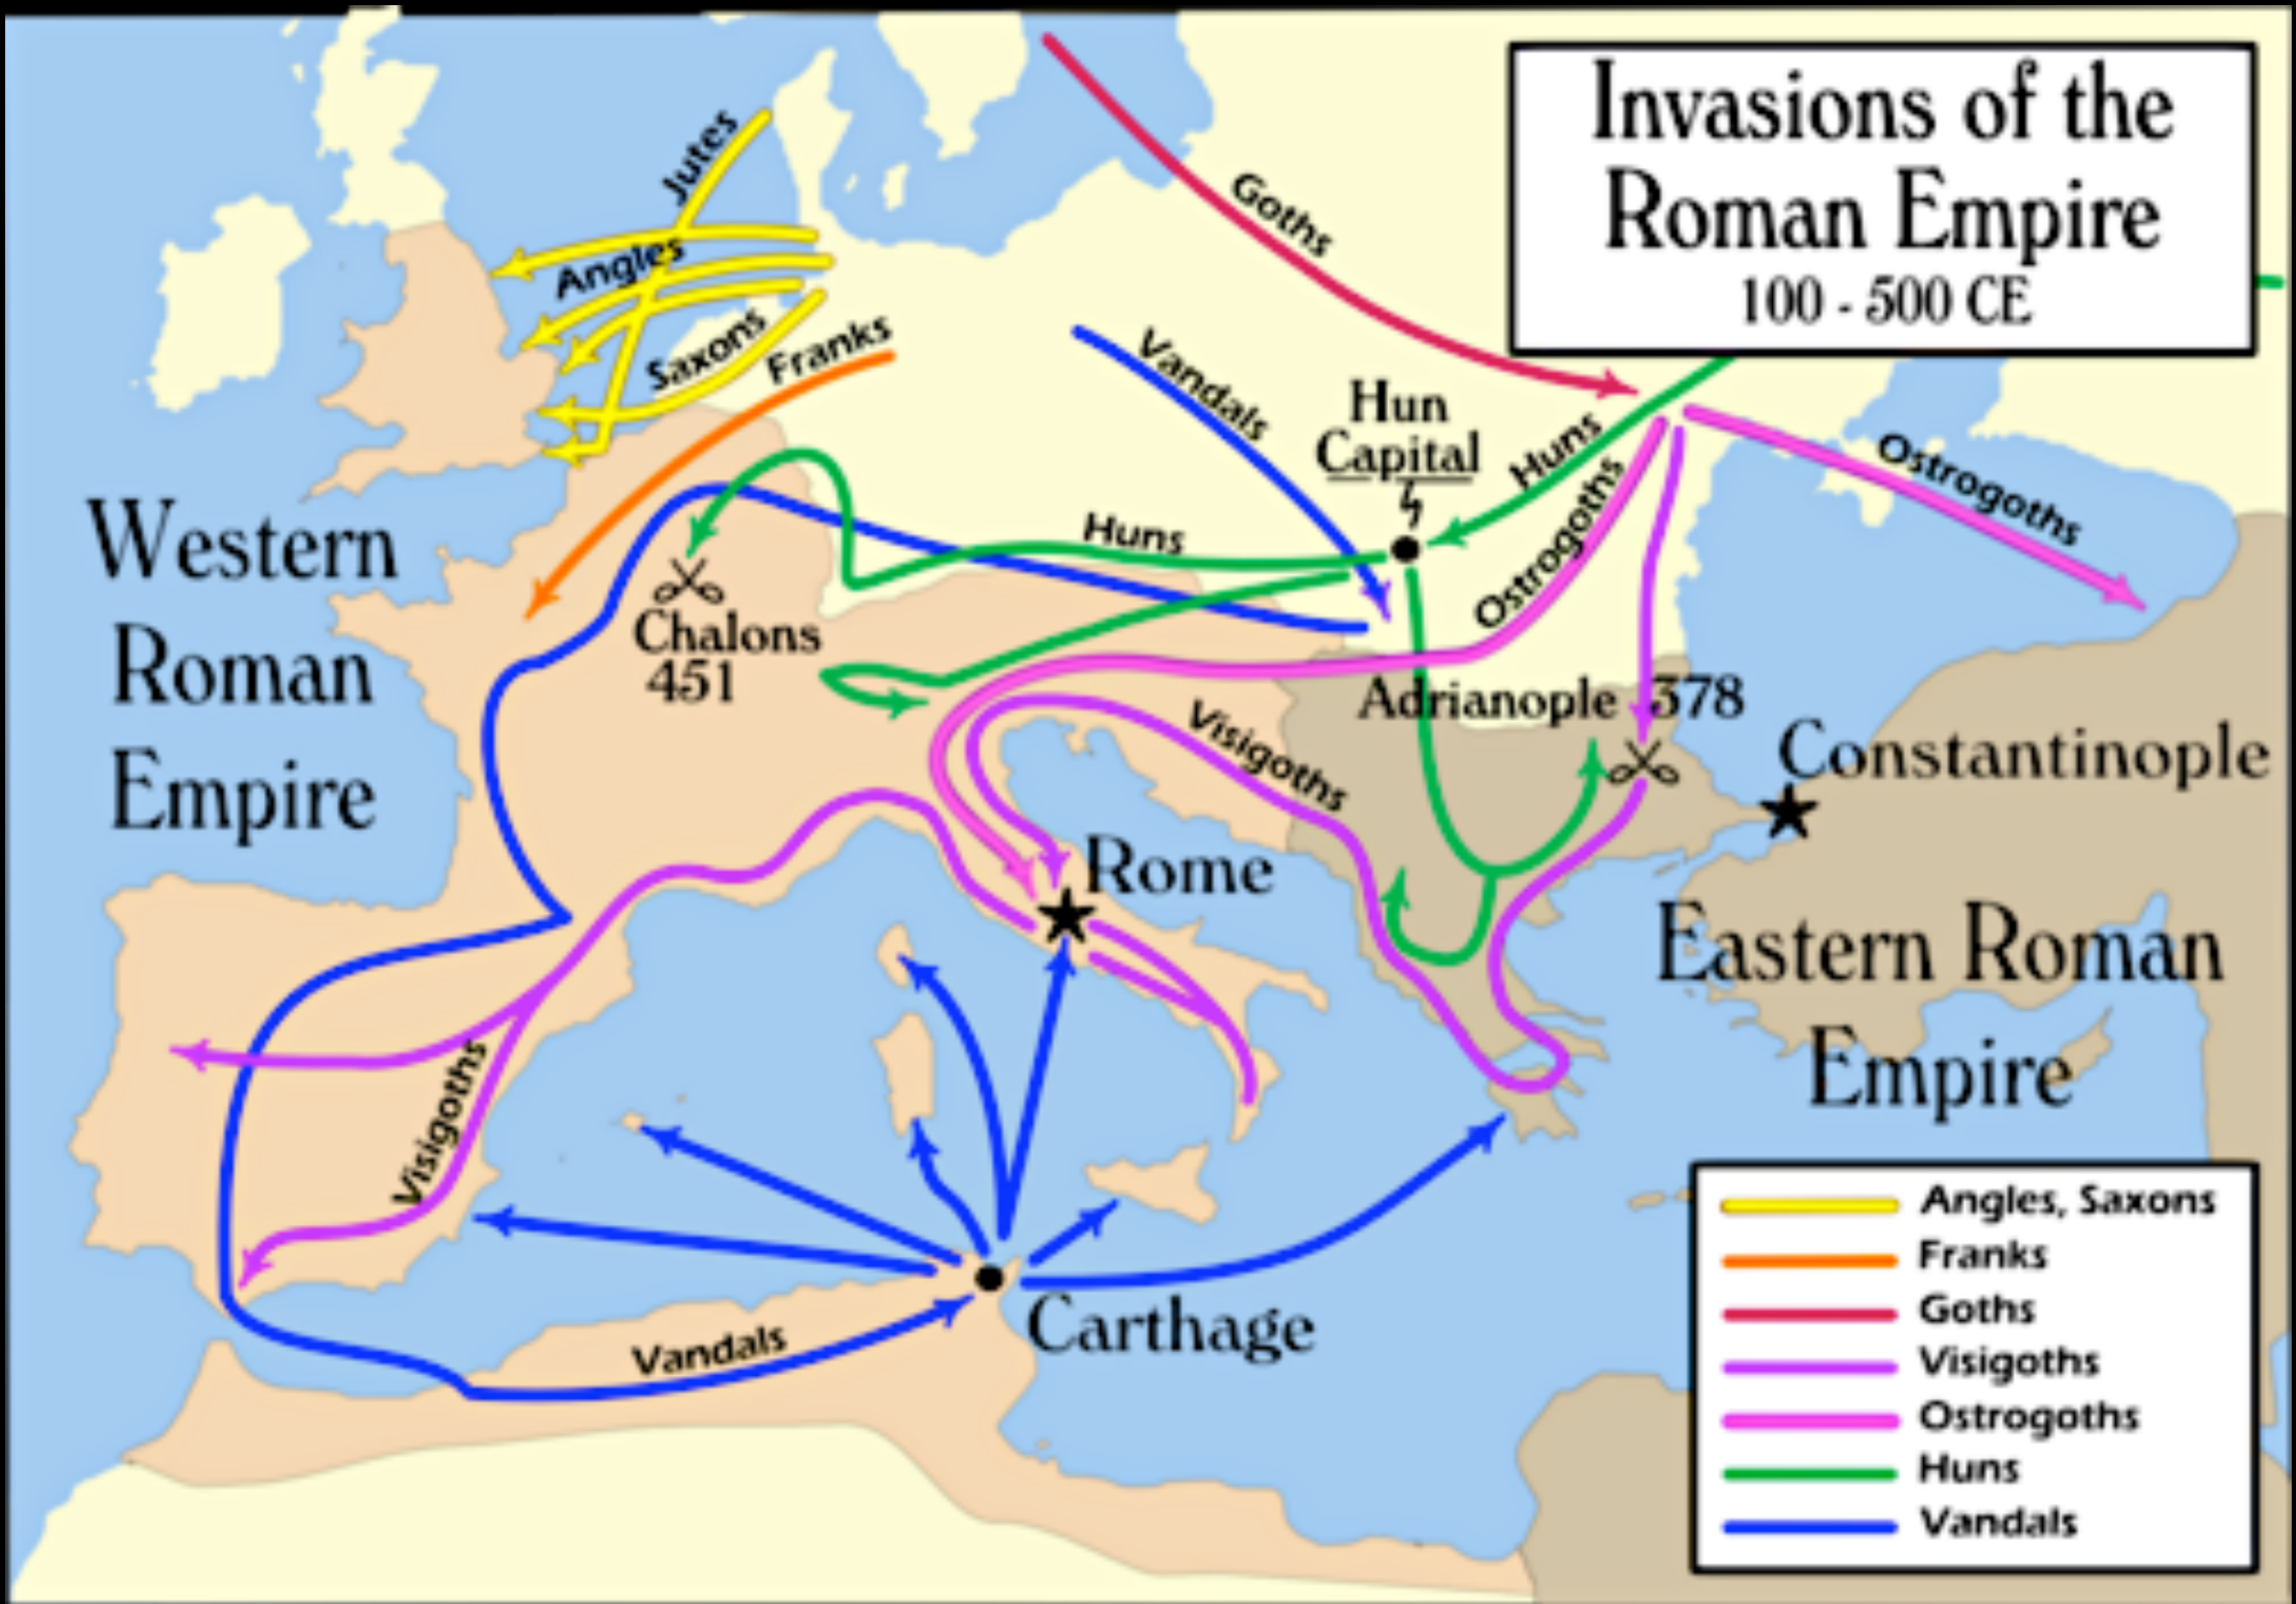 Invasions of the
Roman Empire
100 - 500 CE
Jutes
Angles
Saxons
Franks
Goths
Vandals
Hun
Capital
Huns
Ostrogoths
Ostrogoths
Huns
Western
Roman
Empire
Chalons
451
Adrianople 378
Visigoths
Constantinople
Rome
Eastern Roman
Empire
Visigoths
Carthage
Vandals
Angles, Saxons
Franks
Goths
Visigoths
Ostrogoths
Huns
Vandals